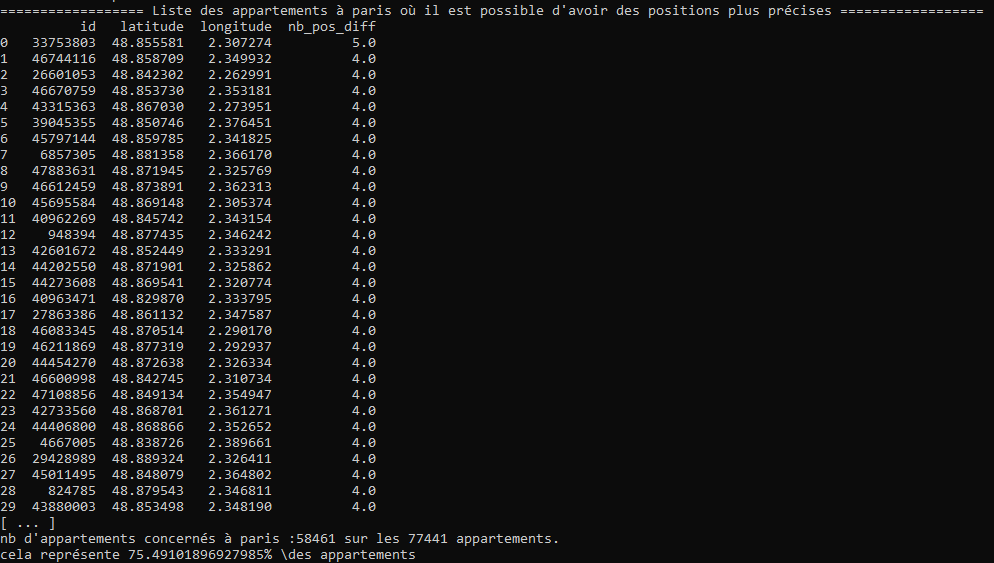 ================== Liste des appartements à paris où il est possible d'avoir des positions plus précises ==================
          id   latitude  longitude  nb_pos_diff
0   33753803  48.855581   2.307274          5.0
1   46744116  48.858709   2.349932          4.0
2   26601053  48.842302   2.262991          4.0
3   46670759  48.853730   2.353181          4.0
4   43315363  48.867030   2.273951          4.0
5   39045355  48.850746   2.376451          4.0
6   45797144  48.859785   2.341825          4.0
7    6857305  48.881358   2.366170          4.0
8   47883631  48.871945   2.325769          4.0
9   46612459  48.873891   2.362313          4.0
10  45695584  48.869148   2.305374          4.0
11  40962269  48.845742   2.343154          4.0
12    948394  48.877435   2.346242          4.0
13  42601672  48.852449   2.333291          4.0
14  44202550  48.871901   2.325862          4.0
15  44273608  48.869541   2.320774          4.0
16  40963471  48.829870   2.333795          4.0
17  27863386  48.861132   2.347587          4.0
18  46083345  48.870514   2.290170          4.0
19  46211869  48.877319   2.292937          4.0
20  44454270  48.872638   2.326334          4.0
21  46600998  48.842745   2.310734          4.0
22  47108856  48.849134   2.354947          4.0
23  42733560  48.868701   2.361271          4.0
24  44406800  48.868866   2.352652          4.0
25   4667005  48.838726   2.389661          4.0
26  29428989  48.889324   2.326411          4.0
27  45011495  48.848079   2.364802          4.0
28    824785  48.879543   2.346811          4.0
29  43880003  48.853498   2.348190          4.0
[ ... ]
nb d'appartements concernés à paris :58461 sur les 77441 appartements.
cela représente 75.49101896927985% \des appartements